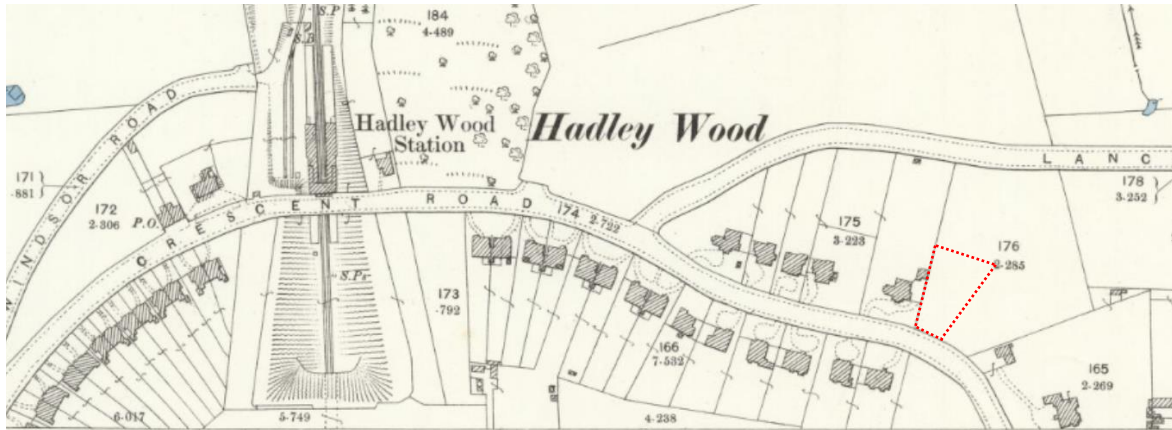 S.P
184
4·489
S.B
Hadley Wood
Station
Hadley Wood
WINDSOR ROAD
171
·881
172
2·306
P.O.
CRESCENT ROAD
174 2·722
LANC
178
3·252
175
3·223
176
2·285
S.Pr
173
·792
166
7·532
165
2·269
6·017
5·749
4·238